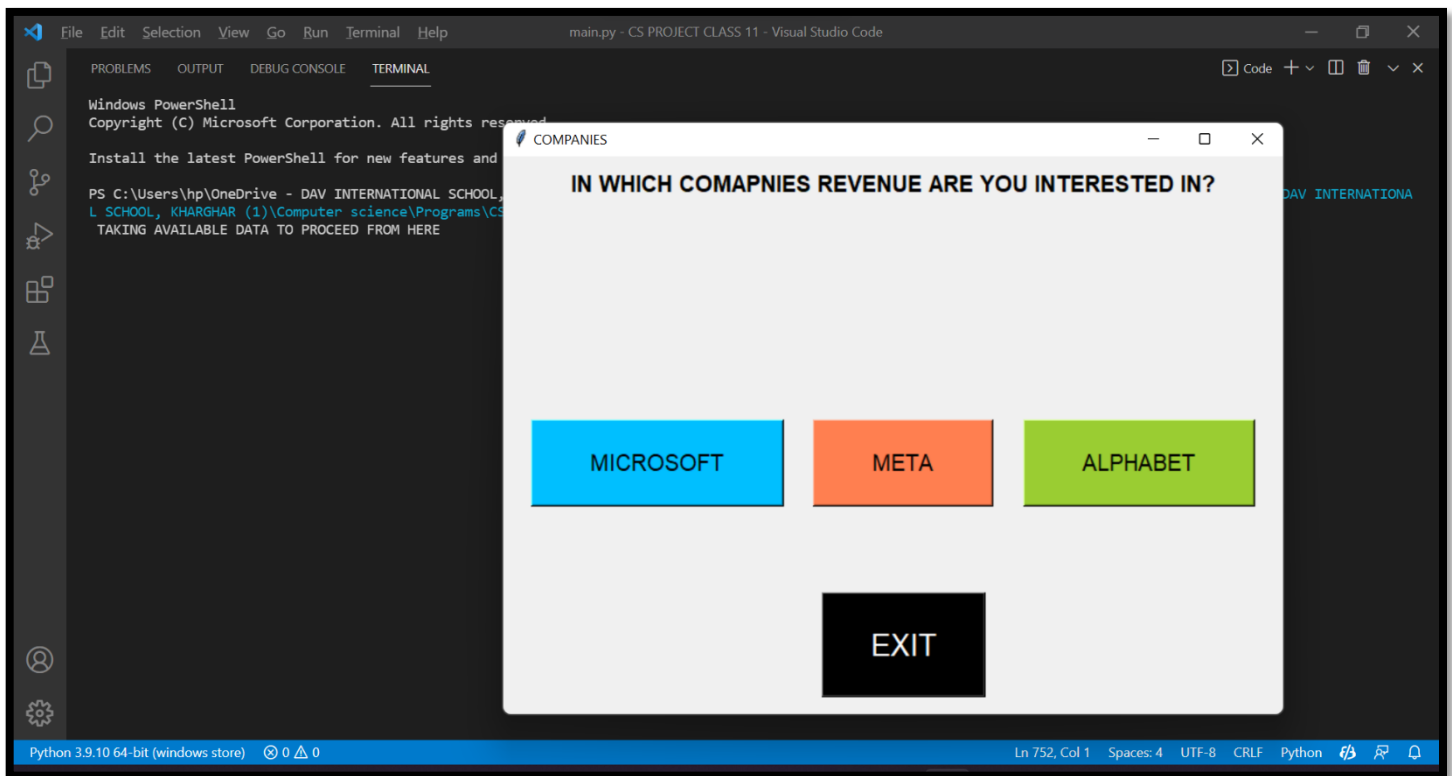 File Edit Selection View Go Run Terminal Help main.py - CS PROJECT CLASS 11 - Visual Studio Code
PROBLEMS OUTPUT DEBUG CONSOLE TERMINAL Code
Windows PowerShell
Copyright (C) Microsoft Corporation. All rights reserved.
Install the latest PowerShell for new features and
PS C:\Users\hp\OneDrive - DAV INTERNATIONAL SCHOOL, DAV INTERNATIONA
L SCHOOL, KHARGHAR (1)\Computer science\Programs\CS
TAKING AVAILABLE DATA TO PROCEED FROM HERE
COMPANIES
IN WHICH COMAPNIES REVENUE ARE YOU INTERESTED IN?
MICROSOFT META ALPHABET
EXIT
Python 3.9.10 64-bit (windows store) 0 0 Ln 752, Col 1 Spaces: 4 UTF-8 CRLF Python